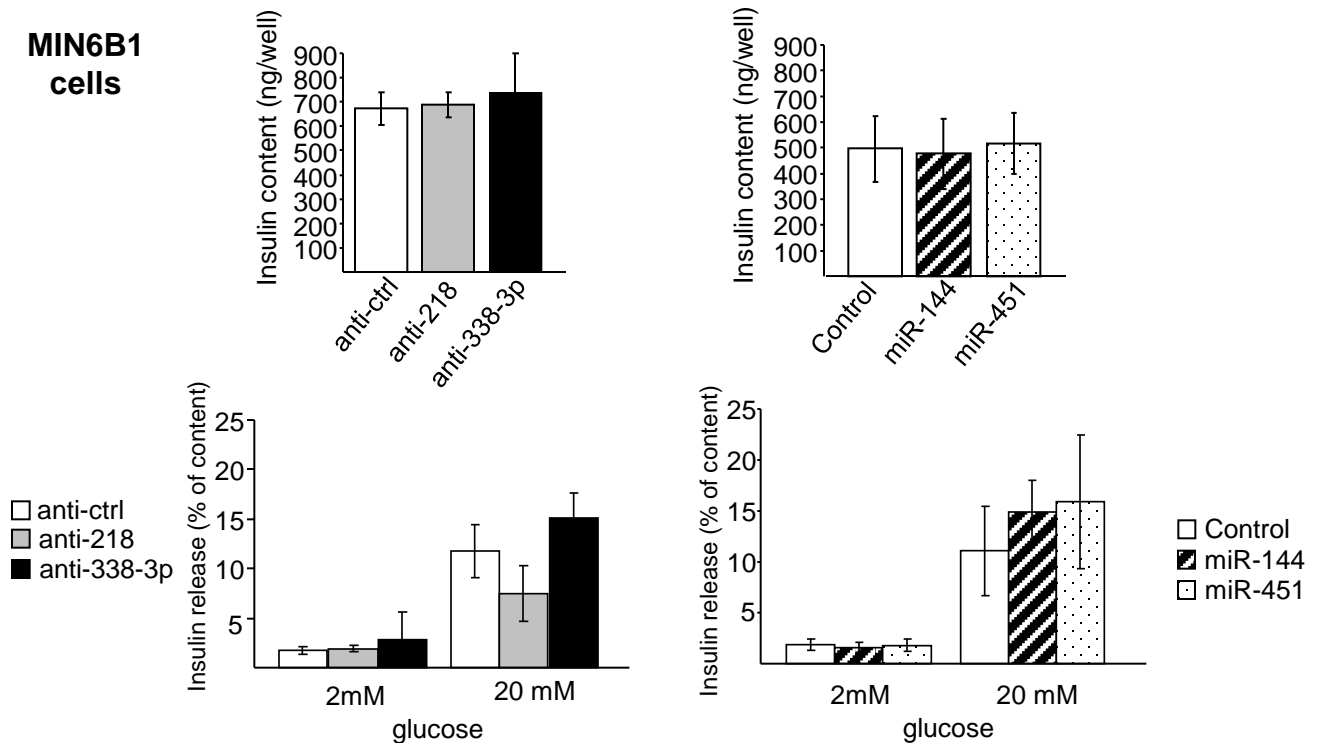 MIN6B1
cells
Insulin content (ng/well)
900
800
700
600
500
400
300
200
100
anti-ctrl
anti-218
anti-338-3p
Insulin content (ng/well)
900
800
700
600
500
400
300
200
100
Control
miR-144
miR-451
anti-ctrl
anti-218
anti-338-3p
Insulin release (% of content)
25
20
15
10
5
2mM
20 mM
glucose
Insulin release (% of content)
25
20
15
10
5
2mM
20 mM
glucose
Control
miR-144
miR-451